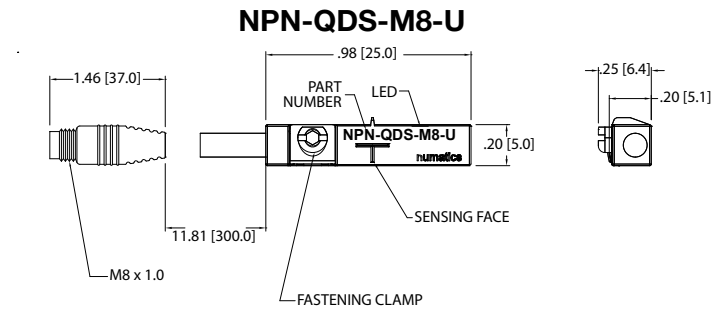 NPN-QDS-M8-U
.98 [25.0]
1.46 [37.0]
PART
NUMBER
LED
.25 [6.4]
.20 [5.1]
NPN-QDS-M8-U
numatics
.20 [5.0]
SENSING FACE
11.81 [300.0]
M8 x 1.0
FASTENING CLAMP